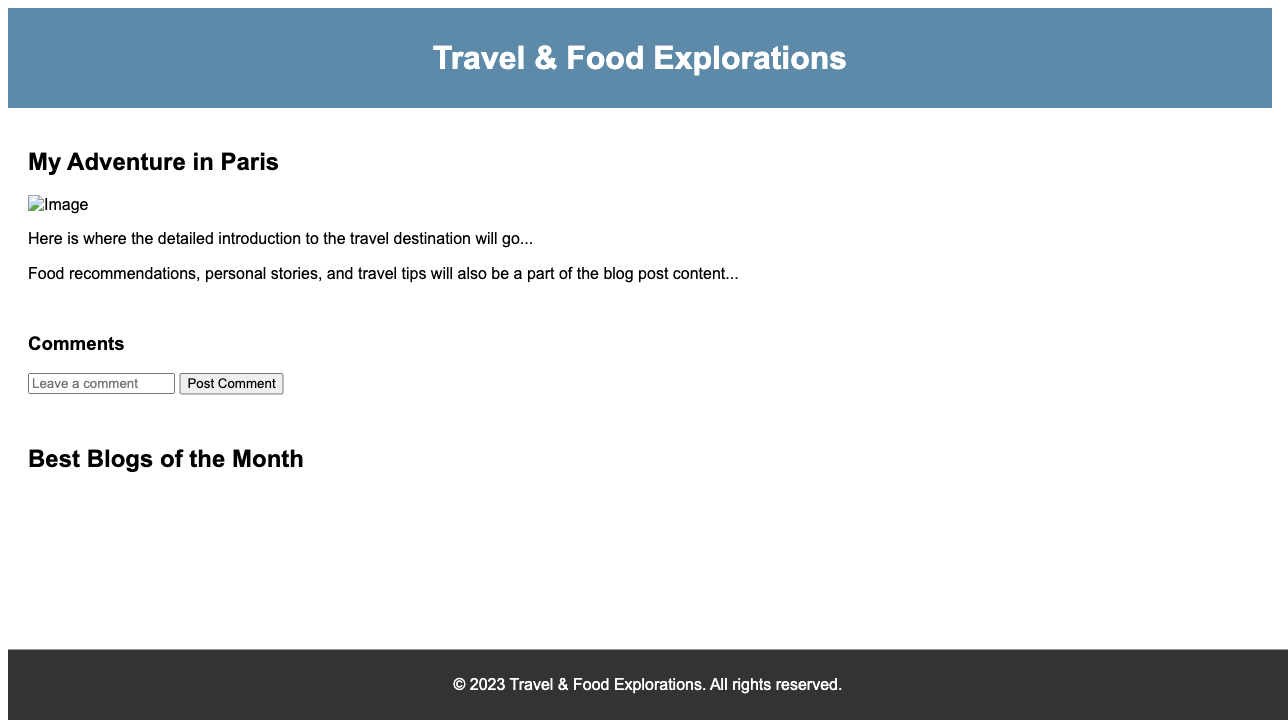 Travel & Food Explorations
My Adventure in Paris
Image
Here is where the detailed introduction to the travel destination will go...
Food recommendations, personal stories, and travel tips will also be a part of the blog post content...
Comments
Leave a comment Post Comment
Best Blogs of the Month
© 2023 Travel & Food Explorations. All rights reserved.